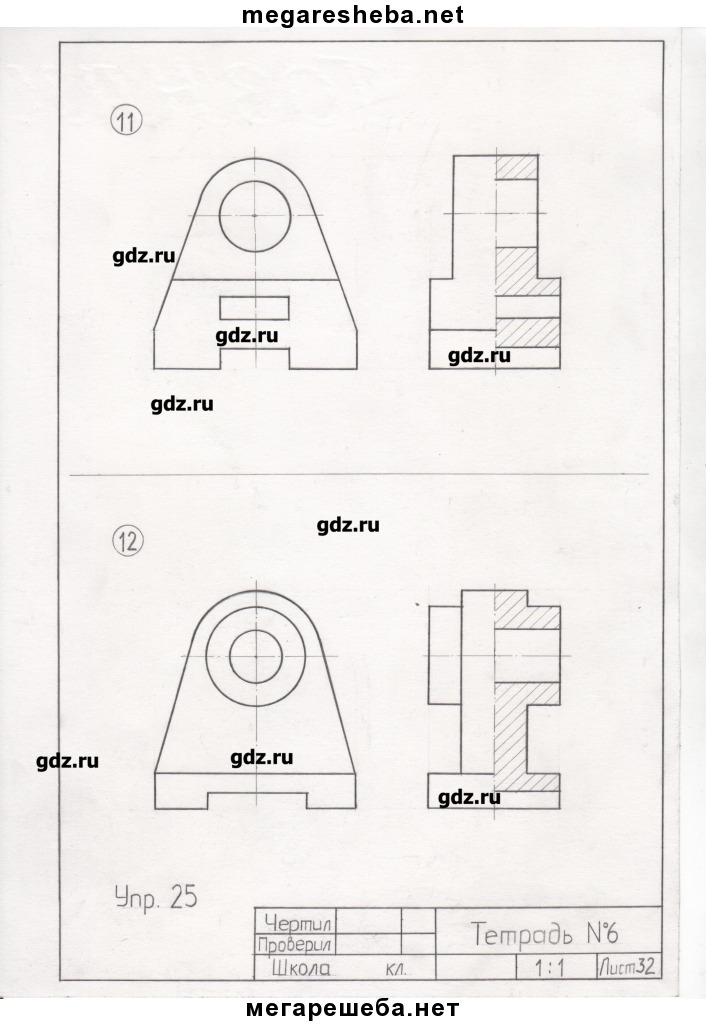 megaresheba.net
11
gdz.ru
gdz.ru
gdz.ru
gdz.ru
gdz.ru
12
gdz.ru
gdz.ru
gdz.ru
Упр. 25
Чертил
Проверил
Тетрадь №6
Школа кл. 1:1 Лист32
мегарешеба.нет